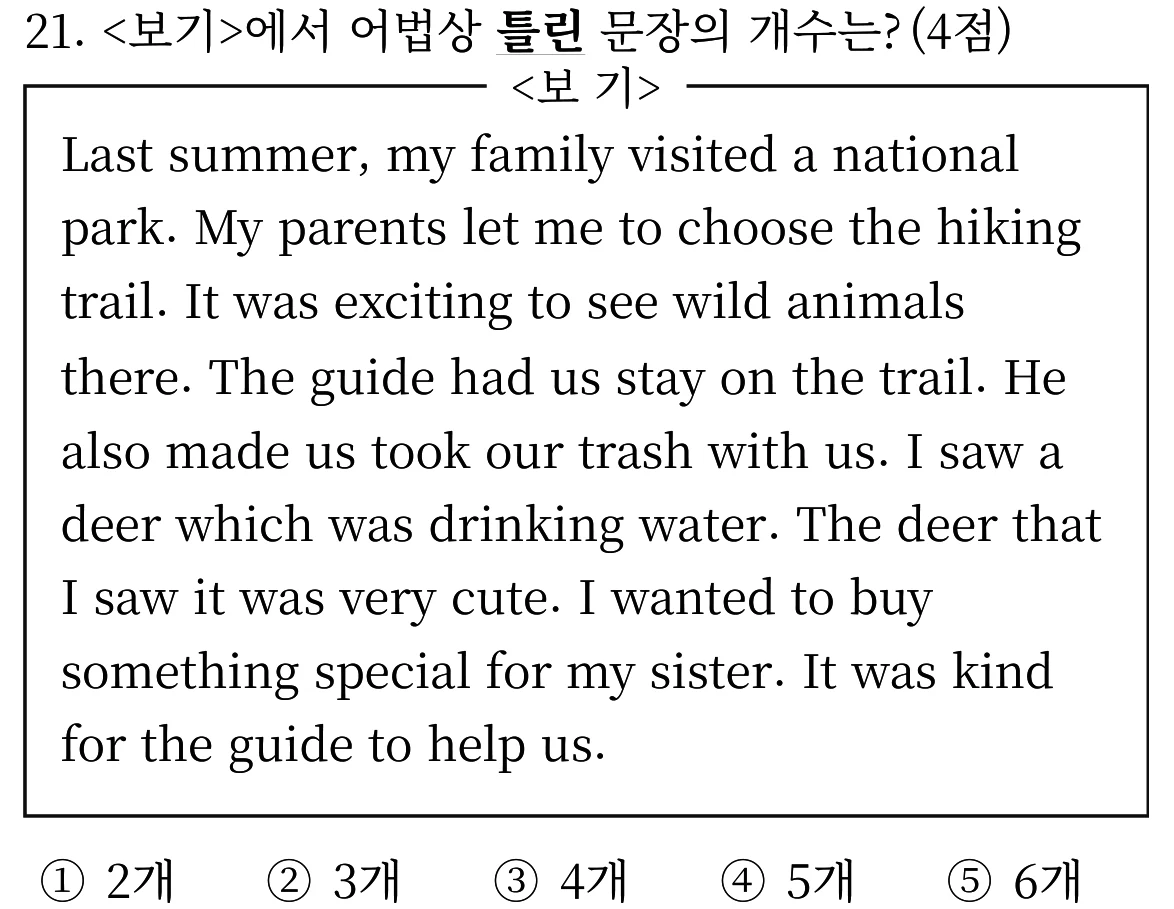 21. <보기>에서 어법상 틀린 문장의 개수는? (4점)
<보 기>
Last summer, my family visited a national
park. My parents let me to choose the hiking
trail. It was exciting to see wild animals
there. The guide had us stay on the trail. He
also made us took our trash with us. I saw a
deer which was drinking water. The deer that
I saw it was very cute. I wanted to buy
something special for my sister. It was kind
for the guide to help us.
① 2개 ② 3개 ③ 4개 ④ 5개 ⑤ 6개